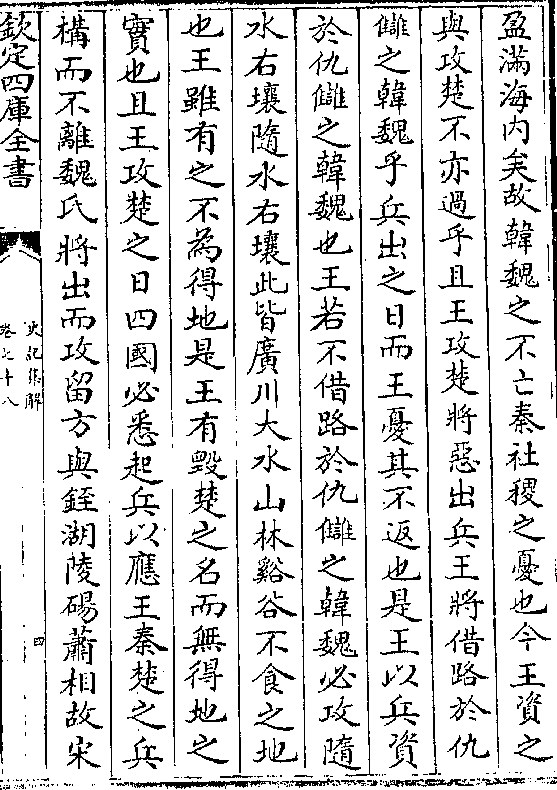 盈滿海内矣故韓魏之不亡秦社稷之憂也今王資之
與攻楚不亦過乎且王攻楚將惡出兵王將借路於仇
讎之韓魏乎兵出之日而王憂其不返也是王以兵資
於仇讎之韓魏也王若不借路於仇讎之韓魏必攻隨
水右壤隨水右壤此皆廣川大水山林谿谷不食之地
也王雖有之不為得地是王有毀楚之名而無得地之
實也且王攻楚之日四國必悉起兵以應王秦楚之兵
構而不離魏氏將出而攻留方與銍湖陵碭蕭相故宋
欽定四庫全書
史記集解
卷七十八
四